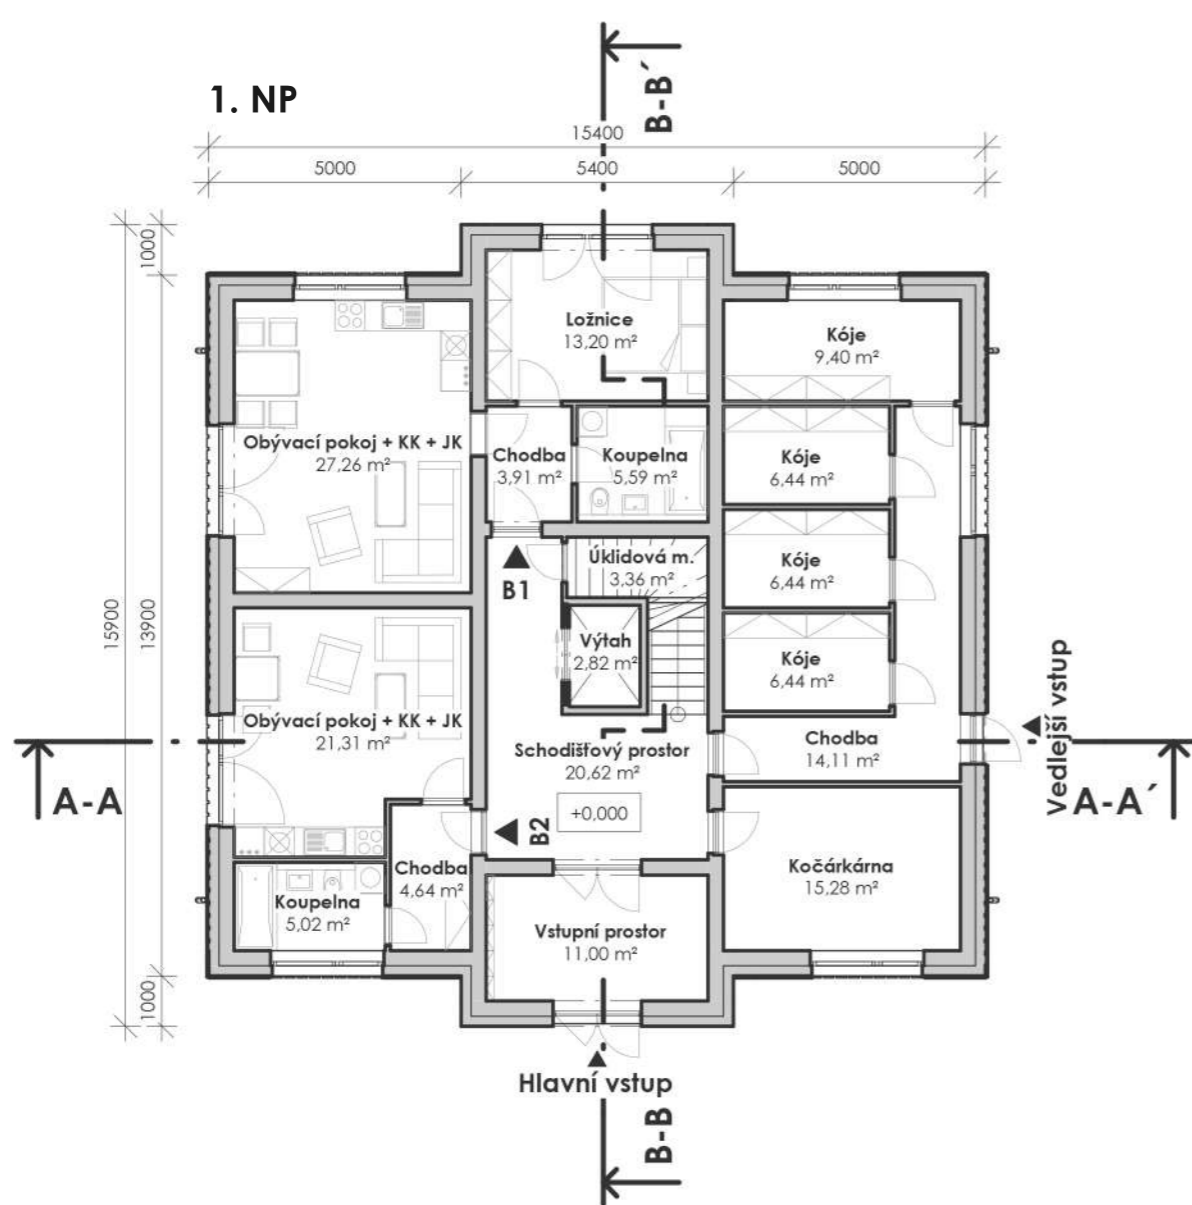 B-B´
1. NP
15400
5000
5400
5000
1000
Ložnice
13,20 m²
Kóje
9,40 m²
Obývací pokoj + KK + JK
27,26 m²
Chodba
3,91 m²
Koupelna
5,59 m²
Kóje
6,44 m²
B1
Úklidová m.
3,36 m²
Kóje
6,44 m²
15900
13900
Výtah
2,82 m²
Kóje
6,44 m²
Obývací pokoj + KK + JK
21,31 m²
Schodišťový prostor
20,62 m²
Chodba
14,11 m²
Vedlejší vstup
A-A
A-A´
+0,000
B2
Chodba
4,64 m²
Kočárkárna
15,28 m²
Koupelna
5,02 m²
Vstupní prostor
11,00 m²
1000
Hlavní vstup
B-B